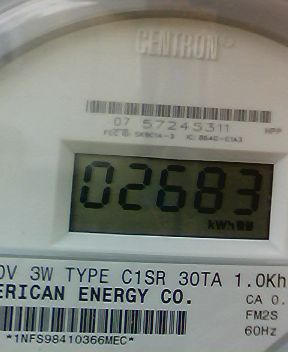 CENTRON®
07 57245311
HPP
02683
kWh
0V 3W TYPE C1SR 30TA 1.0Kh
ERICAN ENERGY CO.
CA 0.
FM2S
60Hz
*1NFS98410366MEC*